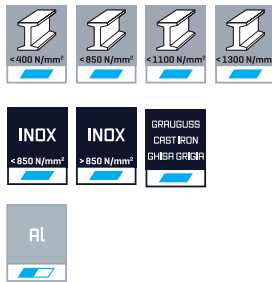 <400 N/mm² <850 N/mm² <1100 N/mm² <1300 N/mm²
INOX INOX GRAUGUSS
CAST IRON
GHISA GRIGIA
<850 N/mm² >850 N/mm²
Al